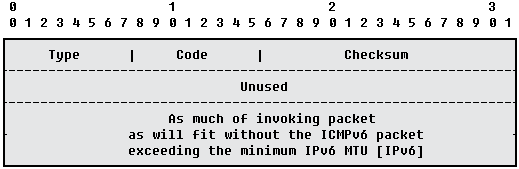 0 1 2 3
0 1 2 3 4 5 6 7 8 9 0 1 2 3 4 5 6 7 8 9 0 1 2 3 4 5 6 7 8 9 0 1
Type | Code | Checksum
Unused
As much of invoking packet
as will fit without the ICMPv6 packet
exceeding the minimum IPv6 MTU [IPv6]